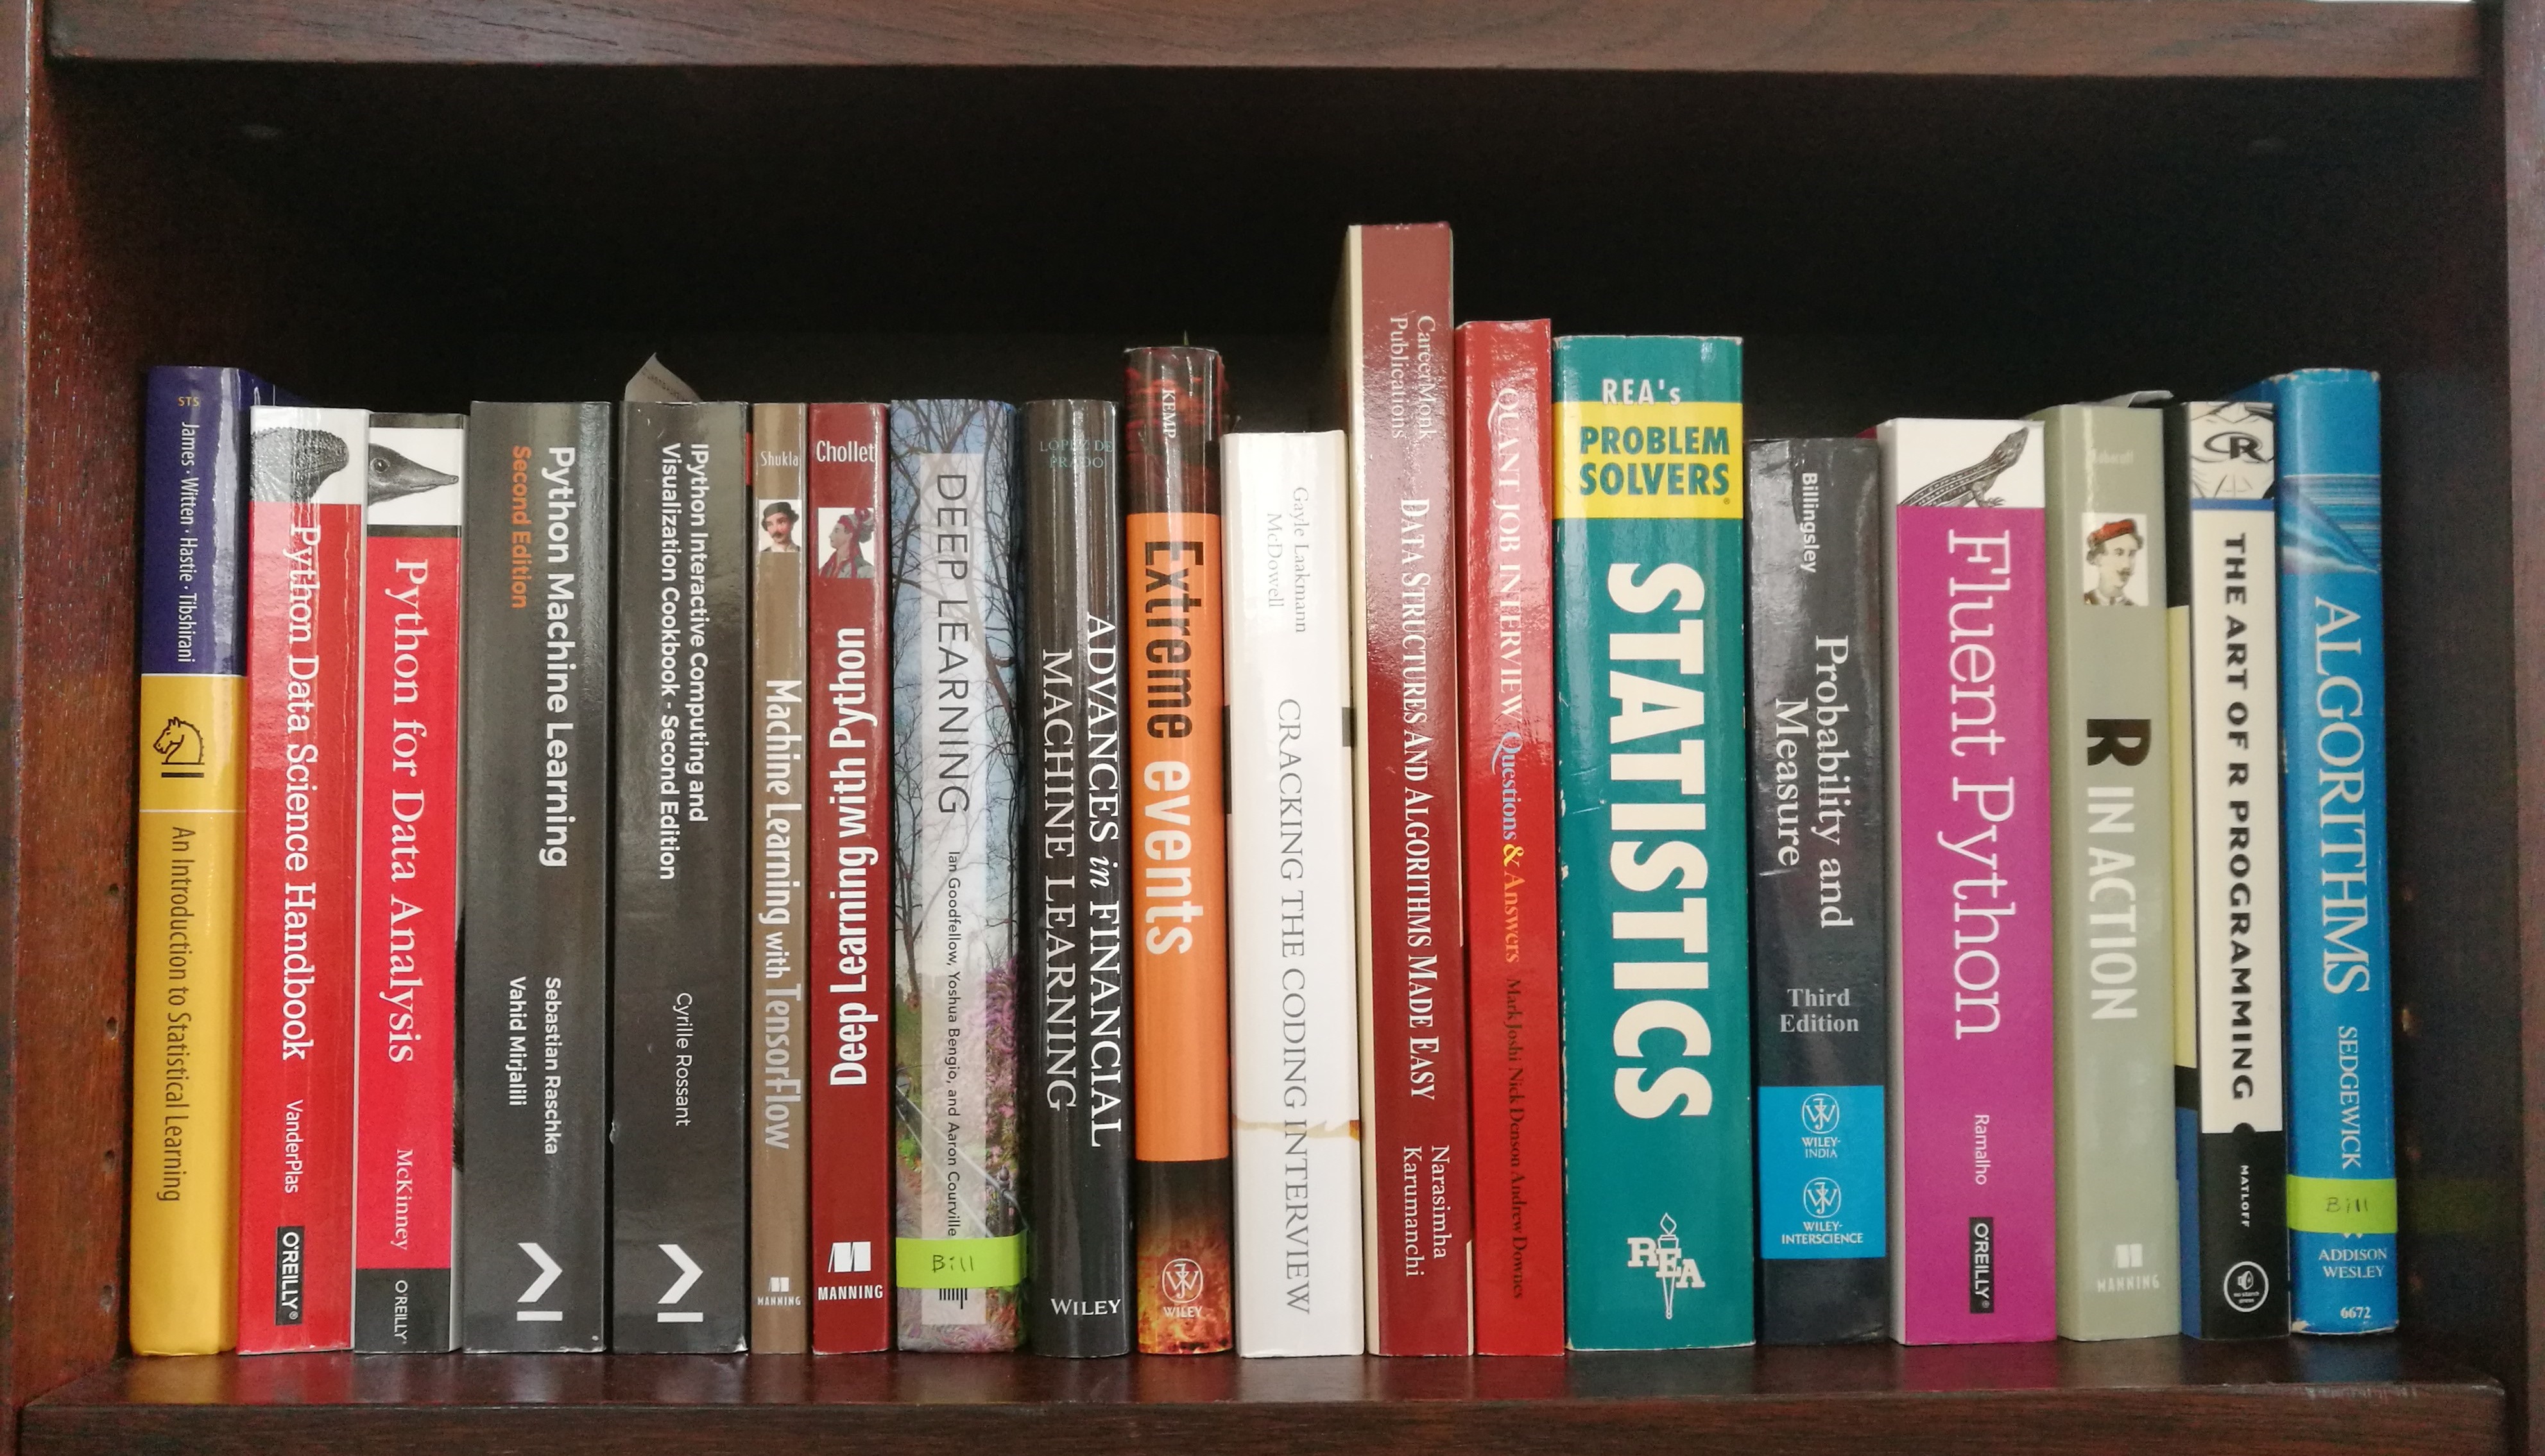 STS
James · Witten · Hastie · Tibshirani
An Introduction to Statistical Learning
Python Data Science Handbook
VanderPlas
O'REILLY®
Python for Data Analysis
McKinney
O'REILLY®
Python Machine Learning
Second Edition
Sebastian Raschka
Vahid Mirjalili
IPython Interactive Computing and
Visualization Cookbook - Second Edition
Cyrille Rossant
Shukla
Machine Learning with TensorFlow
MANNING
Chollet
Deep Learning with Python
MANNING
DEEP LEARNING
Ian Goodfellow, Yoshua Bengio, and Aaron Courville
Bill
LÓPEZ DE
PRADO
ADVANCES in FINANCIAL
MACHINE LEARNING
WILEY
KEMP
Extreme events
WILEY
Gayle Laakmann
McDowell
CRACKING THE CODING INTERVIEW
CareerMonk
Publications
DATA STRUCTURES AND ALGORITHMS MADE EASY
Narasimha
Karumanchi
QUANT JOB INTERVIEW Questions & Answers
Mark Joshi Nick Denson Andrew Downes
REA's
PROBLEM
SOLVERS®
STATISTICS
REA
Billingsley
Probability and
Measure
Third
Edition
WILEY-
INDIA
WILEY-
INTERSCIENCE
Fluent Python
Ramalho
O'REILLY®
R IN ACTION
MANNING
R
THE ART OF R PROGRAMMING
MATLOFF
no starch
press
ALGORITHMS
SEDGEWICK
Bill
ADDISON
WESLEY
6672